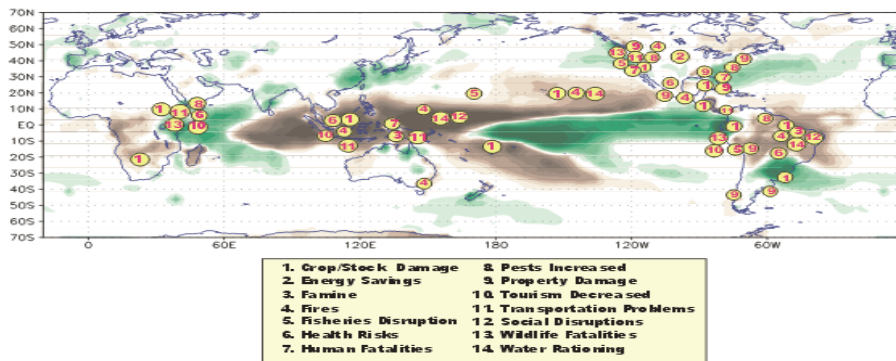 70N
60N
50N
40N
30N
20N
10N
EQ
10S
20S
30S
40S
50S
60S
70S
0 60E 120E 180 120W 60W
1. Crop/Stock Damage 8. Pests Increased
2. Energy Savings 9. Property Damage
3. Famine 10. Tourism Decreased
4. Fires 11. Transportation Problems
5. Fisheries Disruption 12. Social Disruptions
6. Health Risks 13. Wildlife Fatalities
7. Human Fatalities 14. Water Rationing